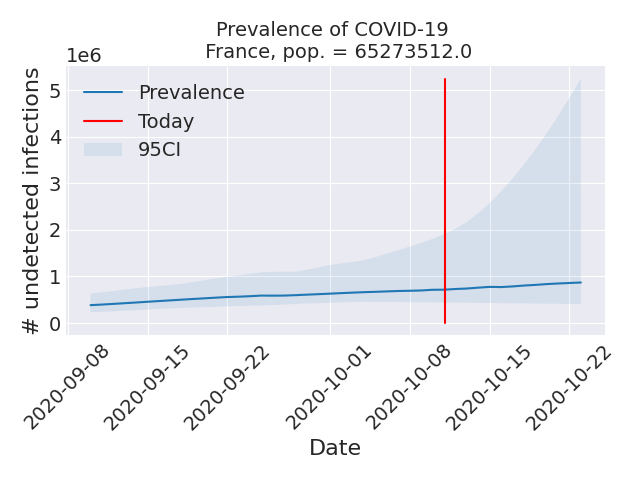 Prevalence of COVID-19
France, pop. = 65273512.0
1e6
# undetected infections
5
4
3
2
1
0
Prevalence
Today
95CI
2020-09-08
2020-09-15
2020-09-22
2020-10-01
2020-10-08
2020-10-15
2020-10-22
Date